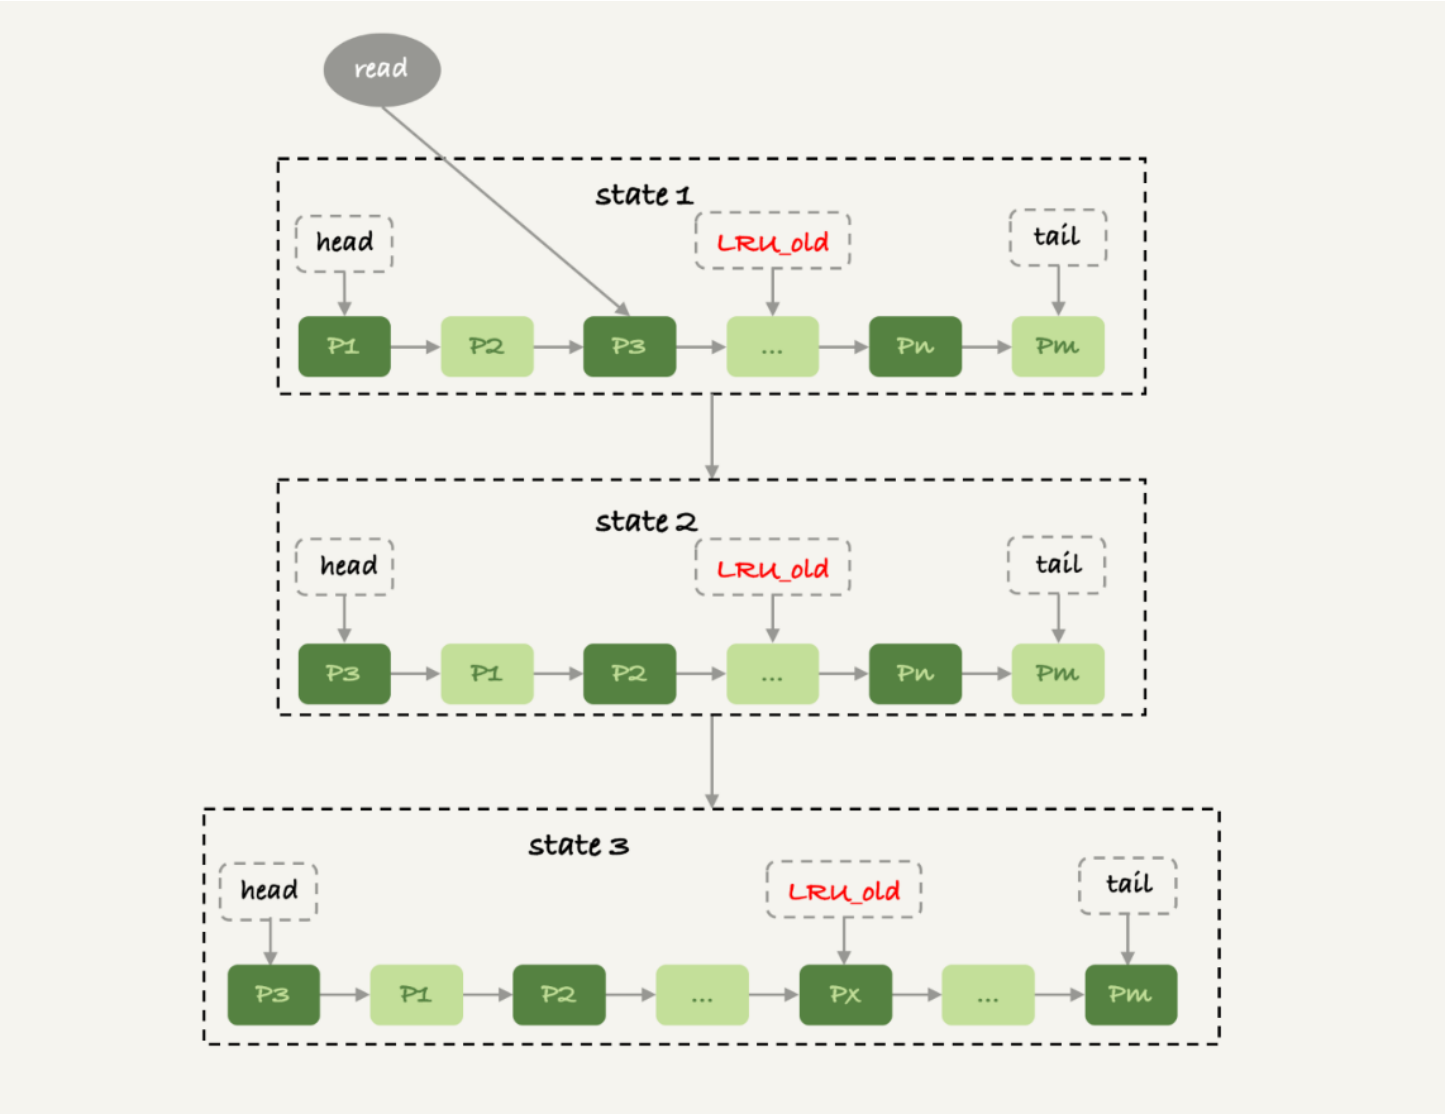 read
state 1
head
LRU_old
tail
P1
P2
P3
...
Pn
Pm
state 2
head
LRU_old
tail
P3
P1
P2
...
Pn
Pm
state 3
head
LRU_old
tail
P3
P1
P2
...
Px
...
Pm